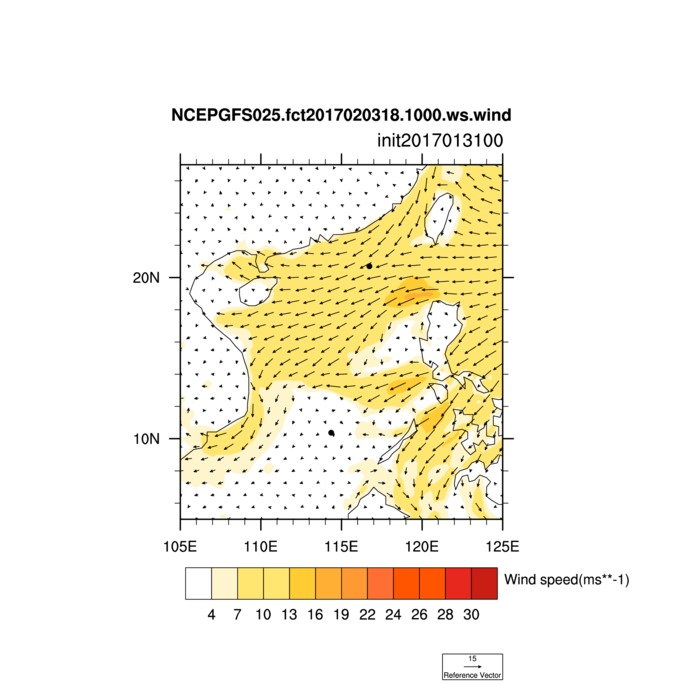 NCEPGFS025.fct2017020318.1000.ws.wind
init2017013100
20N
10N
105E 110E 115E 120E 125E
Wind speed(ms**-1)
4 7 10 13 16 19 22 24 26 28 30
15
Reference Vector